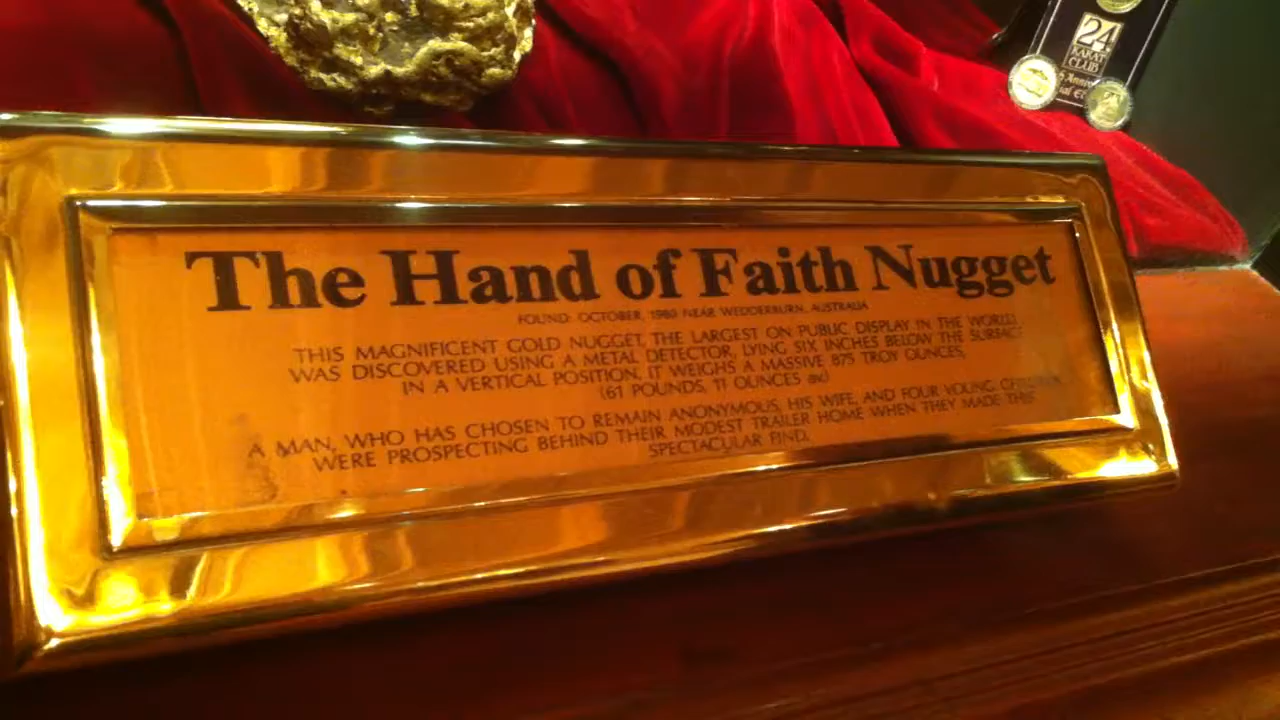 24
KARAT
CLUB
The Hand of Faith Nugget
FOUND: OCTOBER, 1980 NEAR WEDDERBURN, AUSTRALIA
THIS MAGNIFICENT GOLD NUGGET, THE LARGEST ON PUBLIC DISPLAY IN THE WORLD,
WAS DISCOVERED USING A METAL DETECTOR, LYING SIX INCHES BELOW THE SURFACE
IN A VERTICAL POSITION. IT WEIGHS A MASSIVE 875 TROY OUNCES,
(61 POUNDS, 11 OUNCES
A MAN, WHO HAS CHOSEN TO REMAIN ANONYMOUS, HIS WIFE, AND FOUR YOUNG CHILDREN
WERE PROSPECTING BEHIND THEIR MODEST TRAILER HOME WHEN THEY MADE THIS
SPECTACULAR FIND.